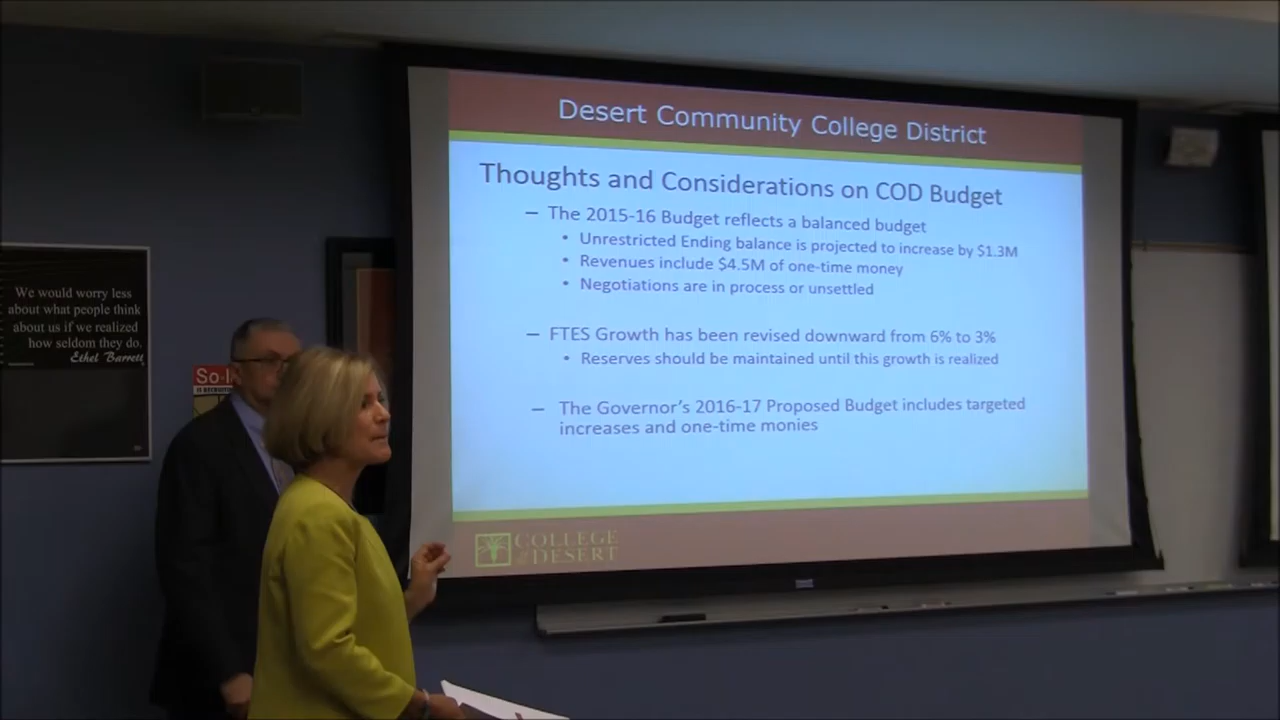 We would worry less
about what people think
about us if we realized
how seldom they do.
Ethel Barrett
So-I
Desert Community College District
Thoughts and Considerations on COD Budget
– The 2015-16 Budget reflects a balanced budget
• Unrestricted Ending balance is projected to increase by $1.3M
• Revenues include $4.5M of one-time money
• Negotiations are in process or unsettled
– FTES Growth has been revised downward from 6% to 3%
• Reserves should be maintained until this growth is realized
– The Governor's 2016-17 Proposed Budget includes targeted
increases and one-time monies
COLLEGE
of the DESERT